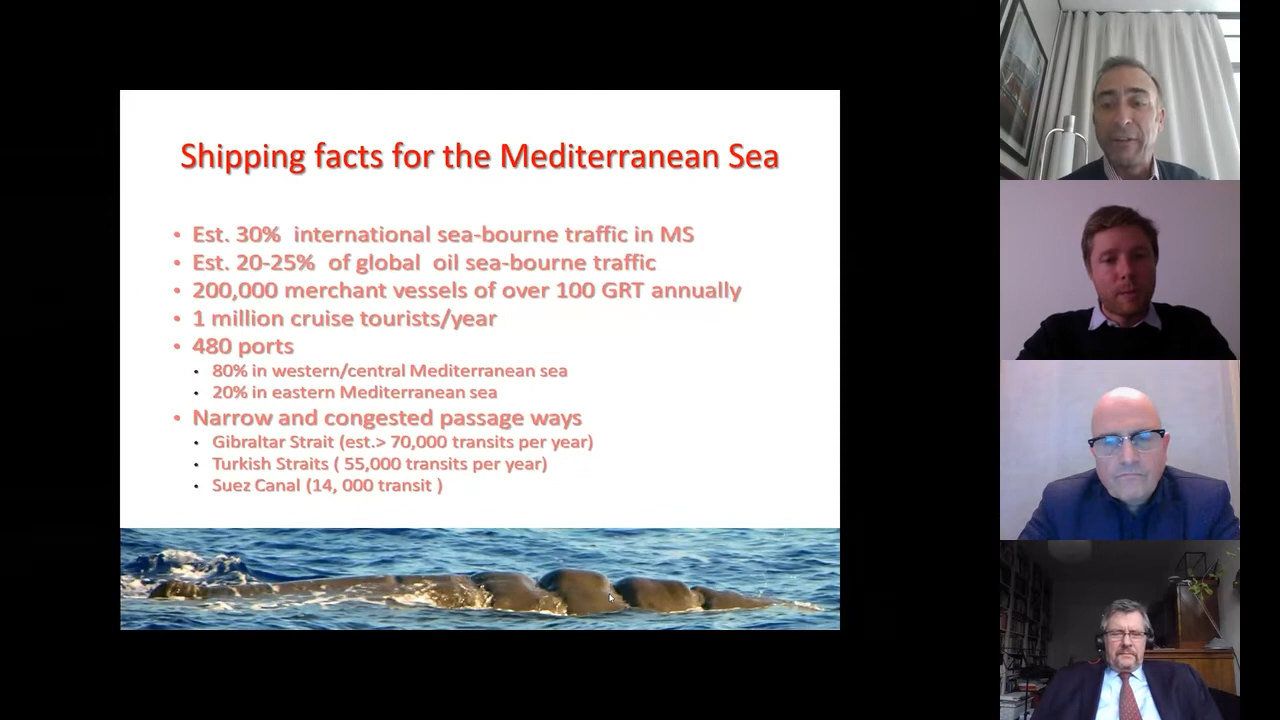 Shipping facts for the Mediterranean Sea
• Est. 30% international sea-bourne traffic in MS
• Est. 20-25% of global oil sea-bourne traffic
• 200,000 merchant vessels of over 100 GRT annually
• 1 million cruise tourists/year
• 480 ports
• 80% in western/central Mediterranean sea
• 20% in eastern Mediterranean sea
• Narrow and congested passage ways
• Gibraltar Strait (est.> 70,000 transits per year)
• Turkish Straits ( 55,000 transits per year)
• Suez Canal (14, 000 transit )